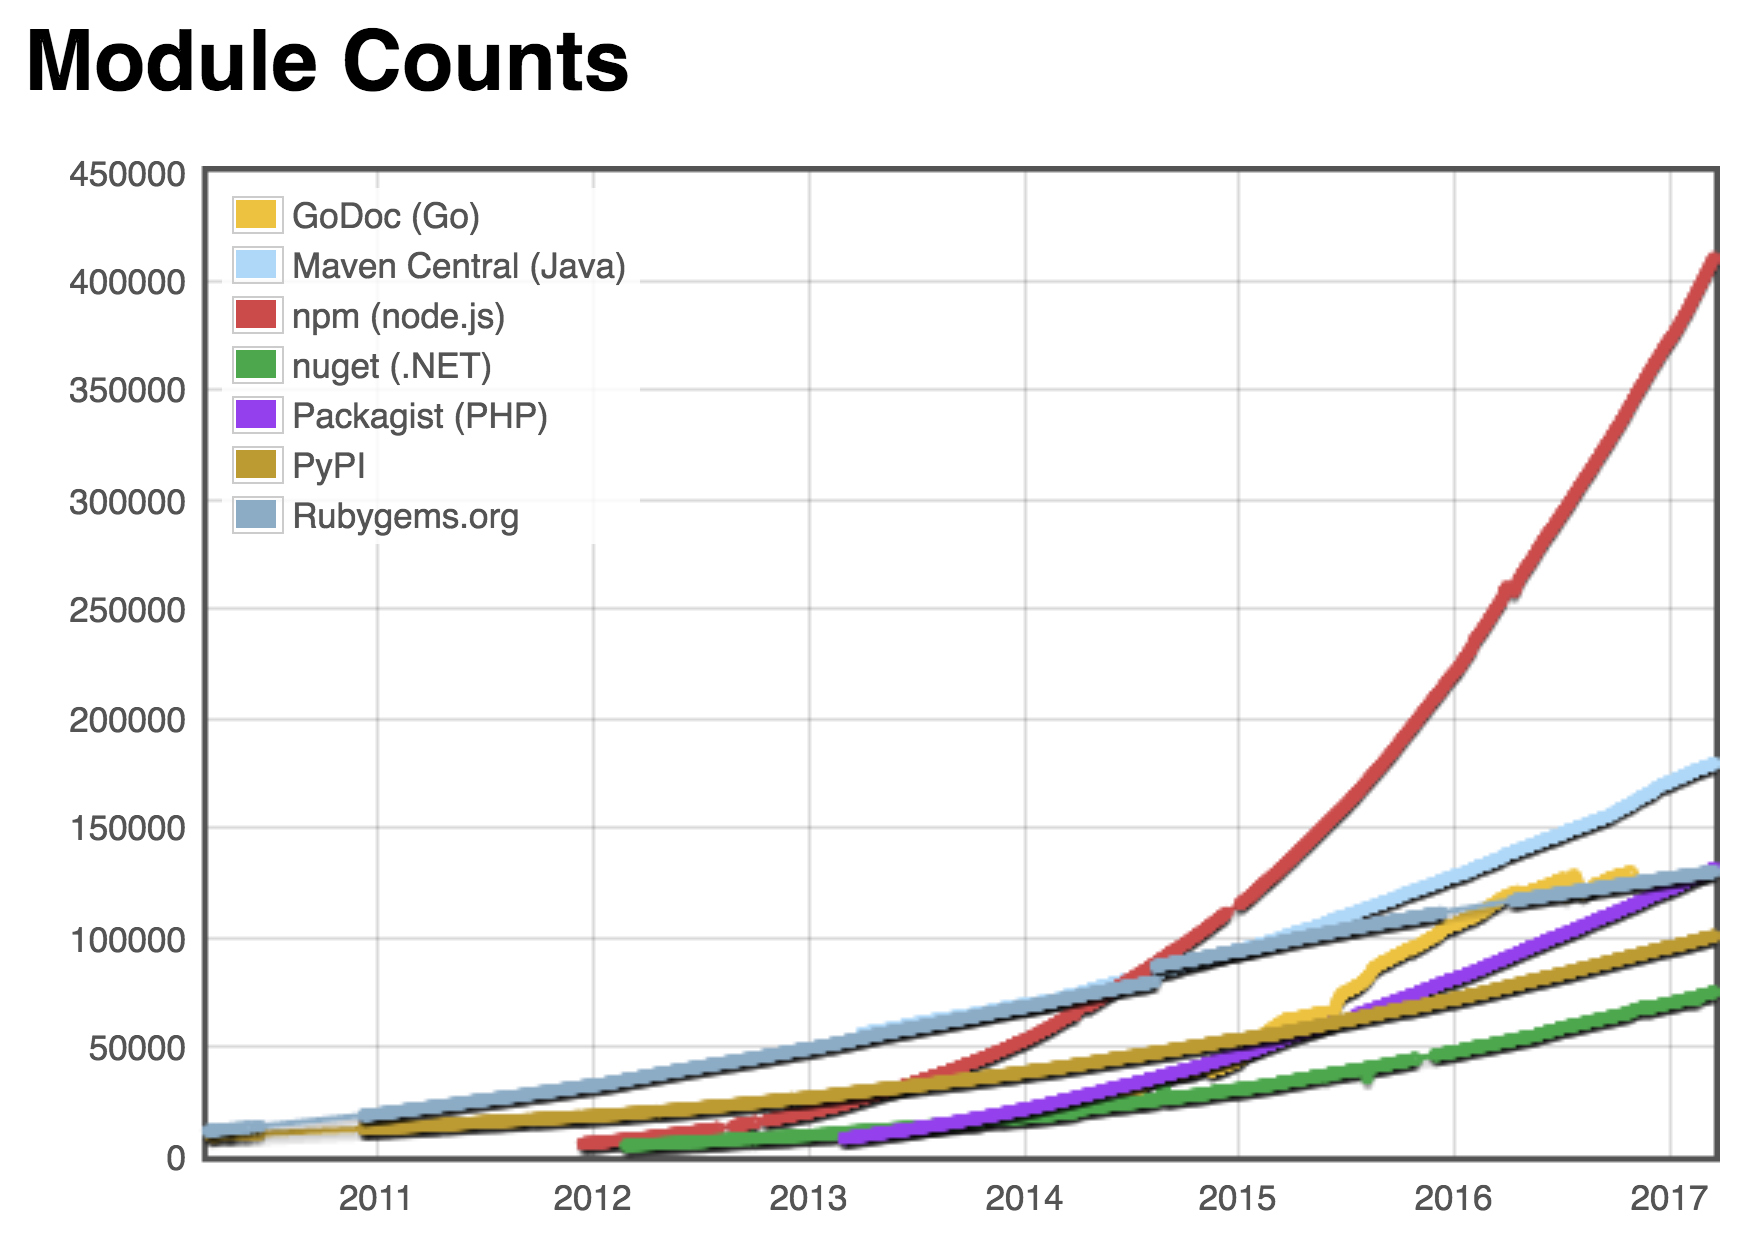 Module Counts
450000
400000
350000
300000
250000
200000
150000
100000
50000
0
GoDoc (Go)
Maven Central (Java)
npm (node.js)
nuget (.NET)
Packagist (PHP)
PyPI
Rubygems.org
2011 2012 2013 2014 2015 2016 2017